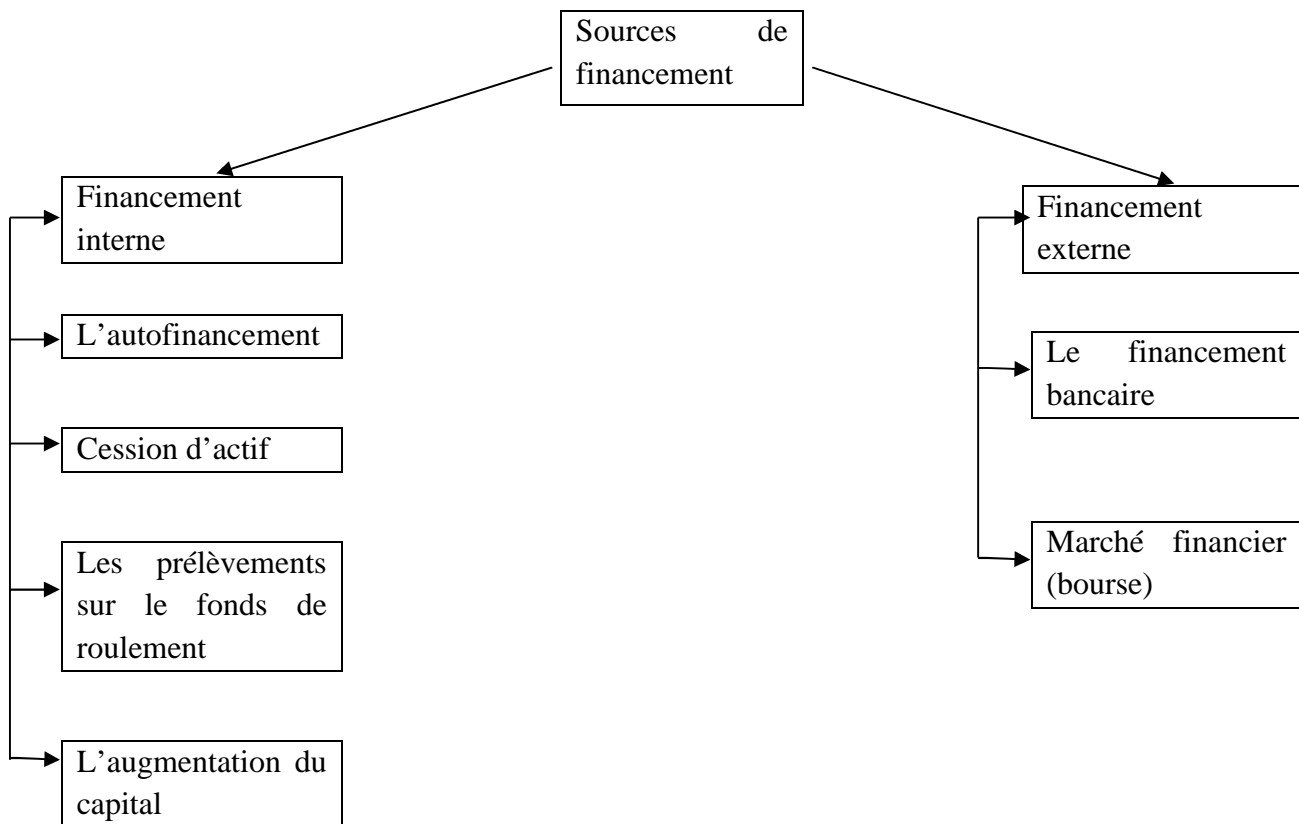 Sources de
financement
Financement
interne
L’autofinancement
Cession d’actif
Les prélèvements
sur le fonds de
roulement
L’augmentation du
capital
Financement
externe
Le financement
bancaire
Marché financier
(bourse)